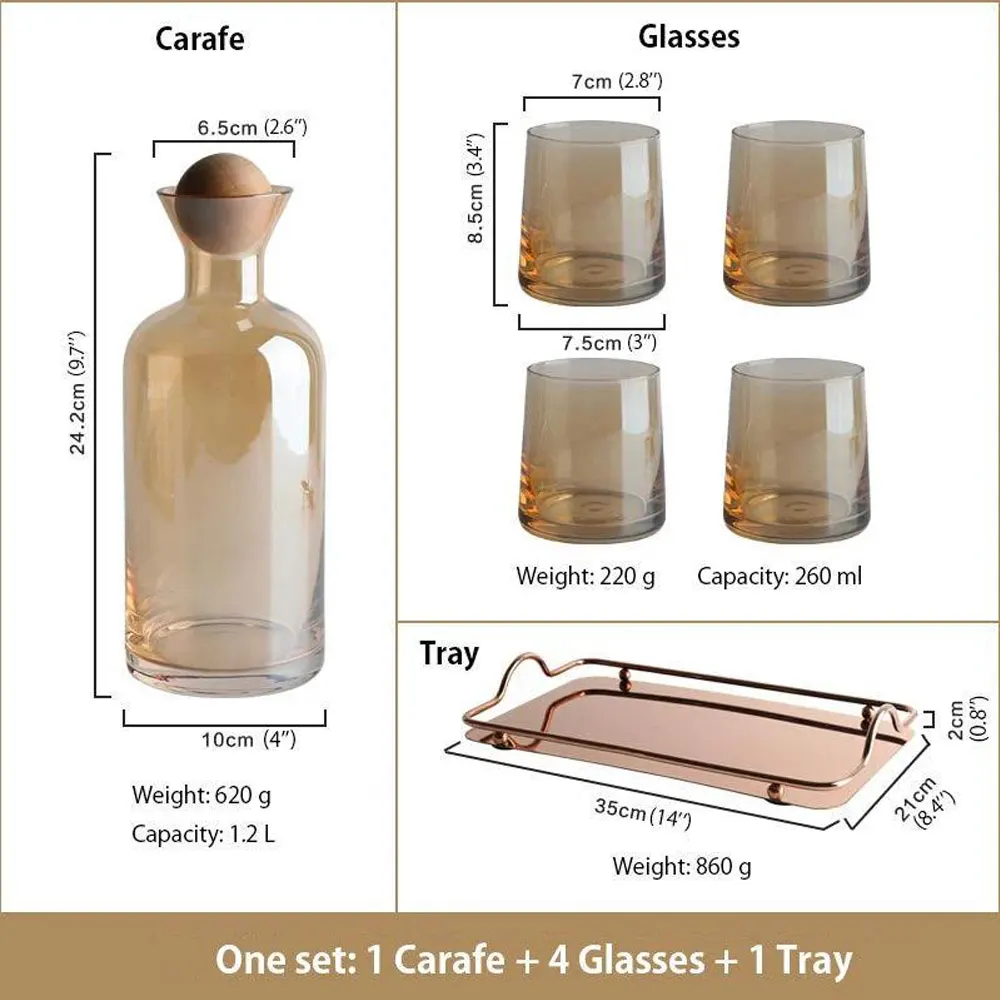 Carafe
6.5cm (2.6”)
24.2cm (9.7”)
10cm (4”)
Weight: 620 g
Capacity: 1.2 L
Glasses
7cm (2.8”)
8.5cm (3.4”)
7.5cm (3”)
Weight: 220 g Capacity: 260 ml
Tray
2cm
(0.8”)
21cm
(8.4”)
35cm (14”)
Weight: 860 g
One set: 1 Carafe + 4 Glasses + 1 Tray